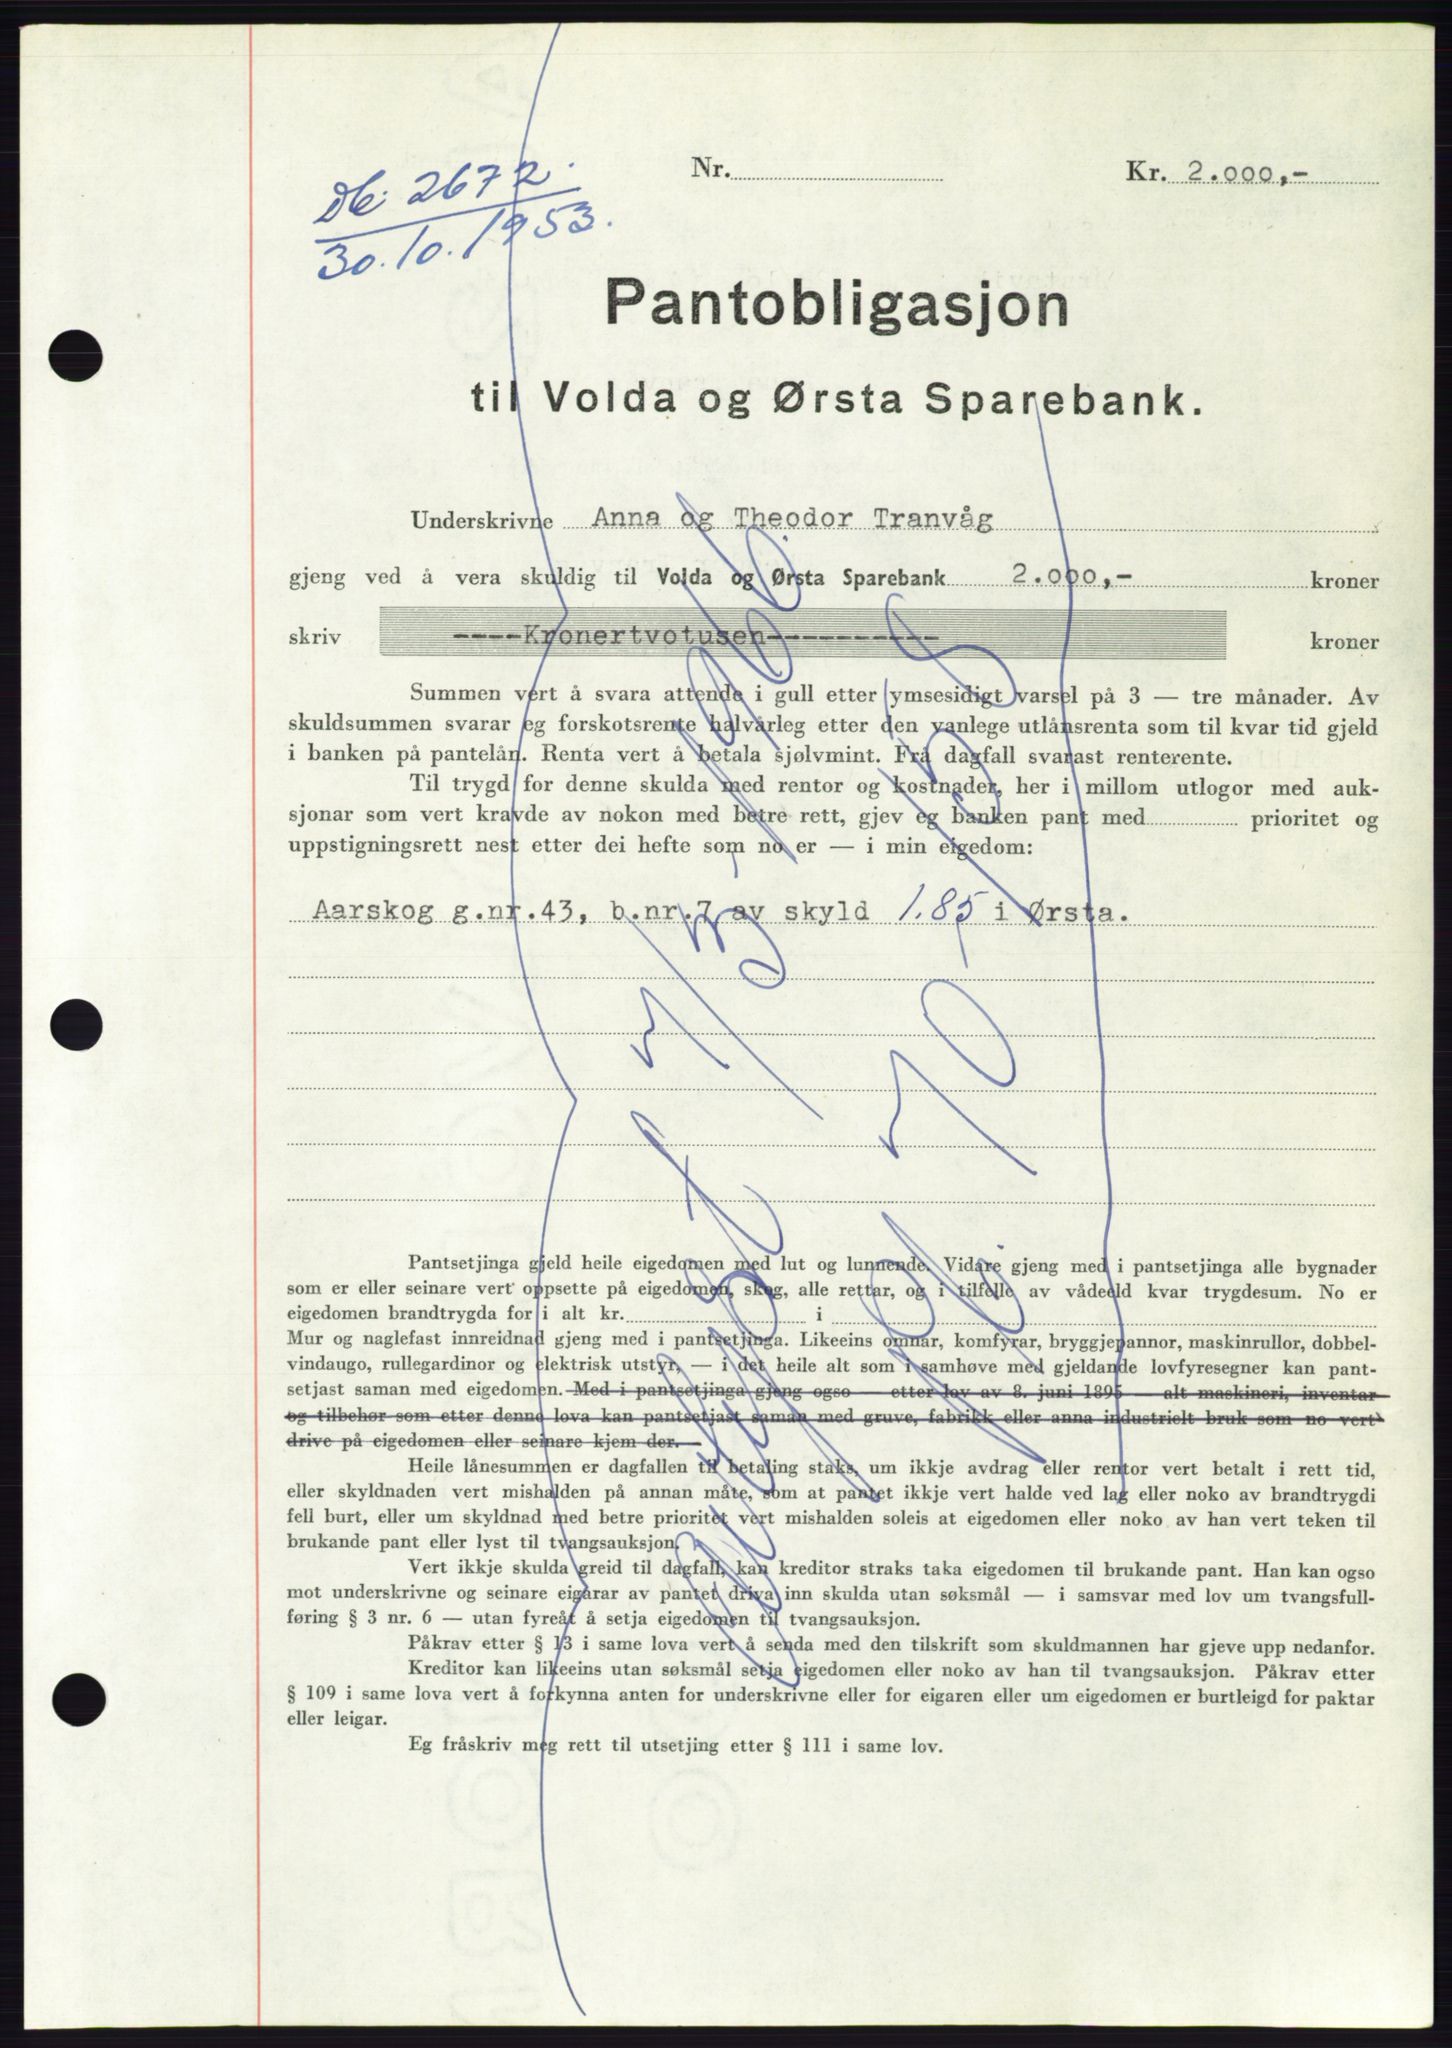 Nr. Kr. 2.000,-
Db. 2672.
30.10.1953.
Pantobligasjon
til Volda og Ørsta Sparebank.
Underskrivne Anna og Theodor Tranvåg
gjeng ved å vera skuldig til Volda og Ørsta Sparebank 2.000,- kroner
skriv ----Kronertvotusen---------- kroner
Summen vert å svara attende i gull etter ymsesidigt varsel på 3 — tre månader. Av
skuldsummen svarar eg forskotsrente halvårleg etter den vanlege utlånsrenta som til kvar tid gjeld
i banken på pantelån. Renta vert å betala sjølvmint. Frå dagfall svarast renterente.
Til trygd for denne skulda med rentor og kostnader, her i millom utlogor med auk-
sjonar som vert kravde av nokon med betre rett, gjev eg banken pant med prioritet og
uppstigningsrett nest etter dei hefte som no er — i min eigedom:
Aarskog g.nr.43, b.nr.7 av skyld 1.85 i Ørsta.
Pantsetjinga gjeld heile eigedomen med lut og lunnende. Vidare gjeng med i pantsetjinga alle bygnader
som er eller seinare vert oppsette på eigedomen, skog, alle rettar, og i tilfelle av vådeeld kvar trygdesum. No er
eigedomen brandtrygda for i alt kr. i
Mur og naglefast innreidnad gjeng med i pantsetjinga. Likeeins omnar, komfyrar, bryggjepannor, maskinrullor, dobbel-
vindaugo, rullegardinor og elektrisk utstyr, — i det heile alt som i samhøve med gjeldande lovfyresegner kan pant-
setjast saman med eigedomen. Med i pantsetjinga gjeng ogso — etter lov av 8. juni 1895 — alt maskineri, inventar
og tilbehør som etter denne lova kan pantsetjast saman med gruve, fabrikk eller anna industrielt bruk som no vert
drive på eigedomen eller seinare kjem der.
Heile lånesummen er dagfallen til betaling staks, um ikkje avdrag eller rentor vert betalt i rett tid,
eller skyldnaden vert mishalden på annan måte, som at pantet ikkje vert halde ved lag eller noko av brandtrygdi
fell burt, eller um skyldnad med betre prioritet vert mishalden soleis at eigedomen eller noko av han vert teken til
brukande pant eller lyst til tvangsauksjon.
Vert ikkje skulda greid til dagfall, kan kreditor straks taka eigedomen til brukande pant. Han kan ogso
mot underskrivne og seinare eigarar av pantet driva inn skulda utan søksmål — i samsvar med lov um tvangsfull-
føring § 3 nr. 6 — utan fyreåt å setja eigedomen til tvangsauksjon.
Påkrav etter § 13 i same lova vert å senda med den tilskrift som skuldmannen har gjeve upp nedanfor.
Kreditor kan likeeins utan søksmål setja eigedomen eller noko av han til tvangsauksjon. Påkrav etter
§ 109 i same lova vert å forkynna anten for underskrivne eller for eigaren eller um eigedomen er burtleigd for paktar
eller leigar.
Eg fråskriv meg rett til utsetjing etter § 111 i same lov.